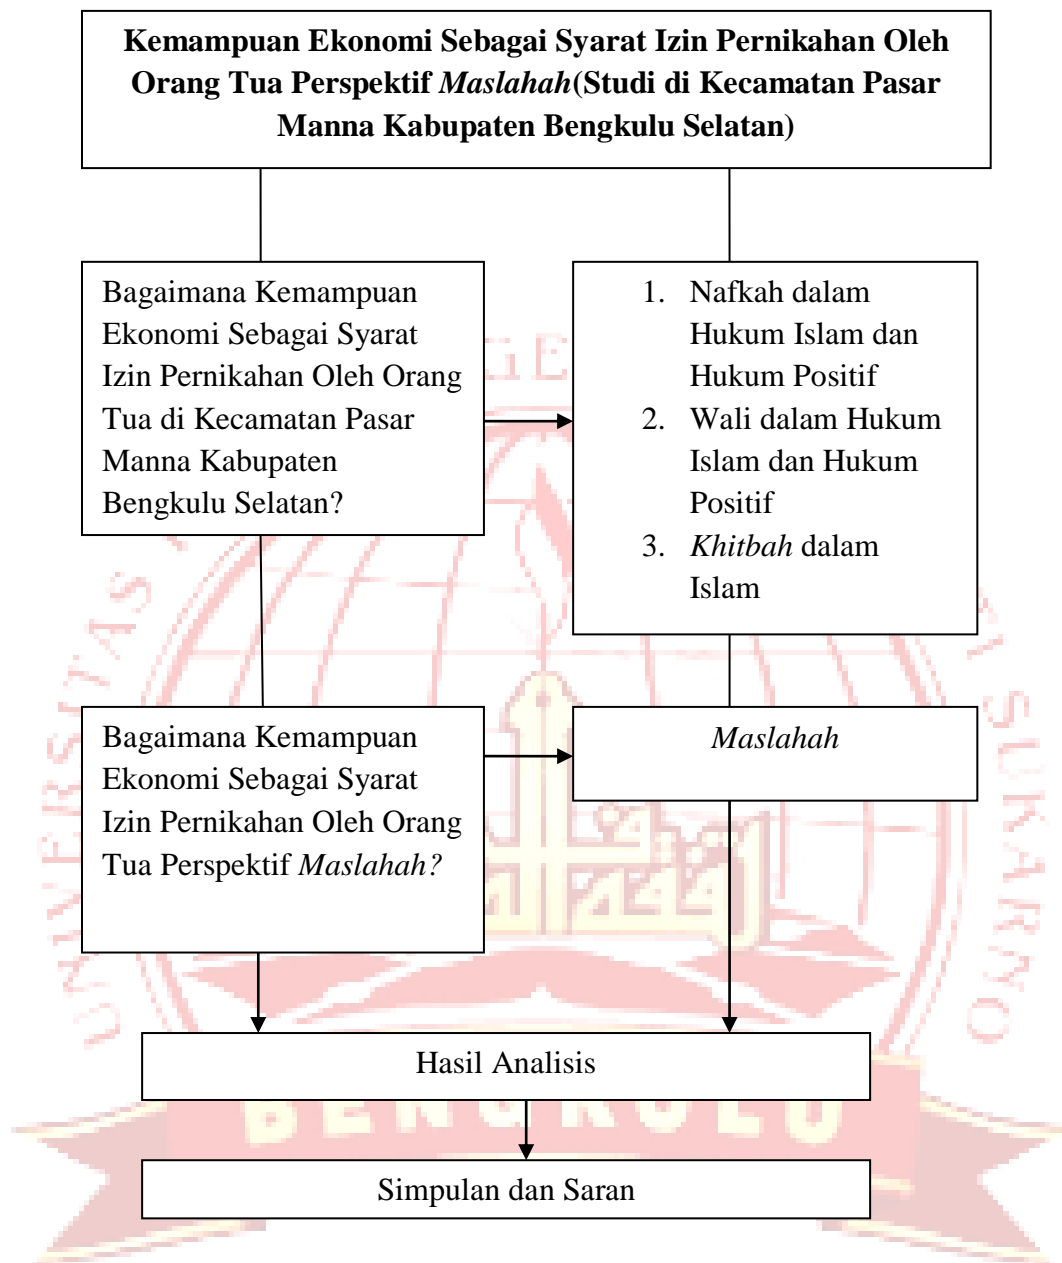 Kemampuan Ekonomi Sebagai Syarat Izin Pernikahan Oleh
Orang Tua Perspektif Maslahah(Studi di Kecamatan Pasar
Manna Kabupaten Bengkulu Selatan)
Bagaimana Kemampuan
Ekonomi Sebagai Syarat
Izin Pernikahan Oleh Orang
Tua di Kecamatan Pasar
Manna Kabupaten
Bengkulu Selatan?
1. Nafkah dalam
Hukum Islam dan
Hukum Positif
2. Wali dalam Hukum
Islam dan Hukum
Positif
3. Khitbah dalam
Islam
Bagaimana Kemampuan
Ekonomi Sebagai Syarat
Izin Pernikahan Oleh Orang
Tua Perspektif Maslahah?
Maslahah
Hasil Analisis
Simpulan dan Saran
UNIVERSITAS
SUKARNO
BENGKULU